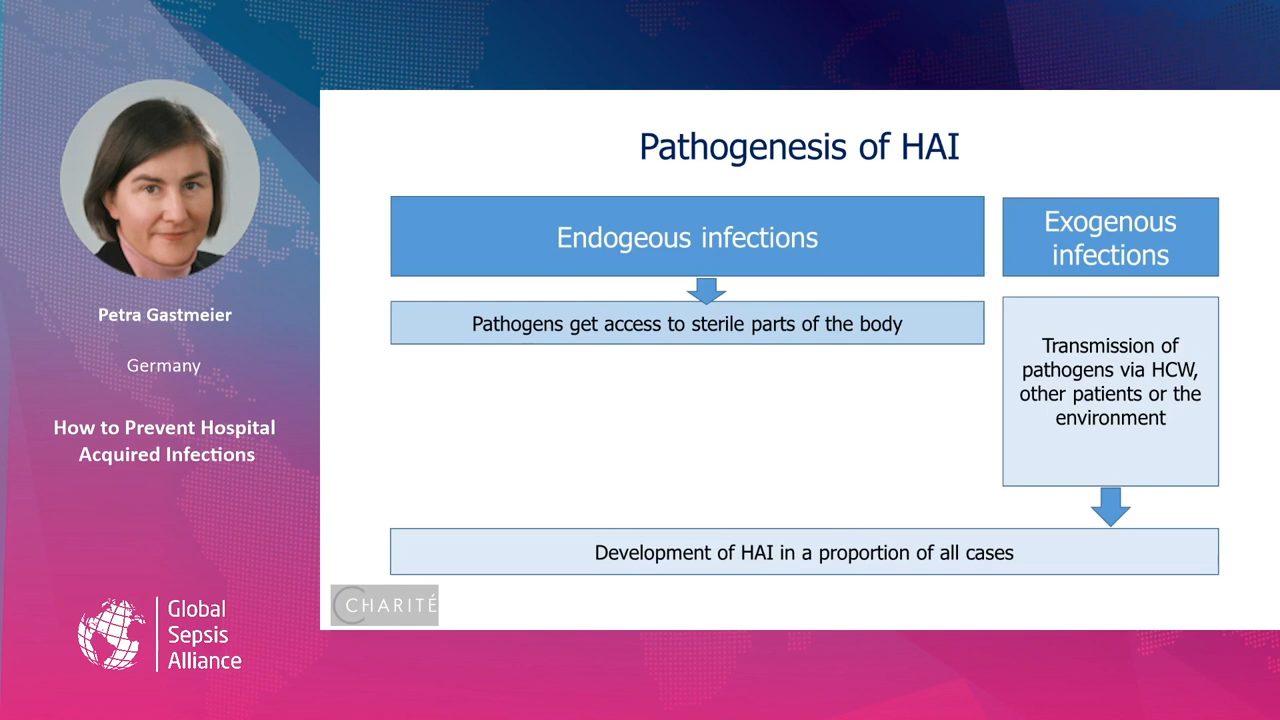 Petra Gastmeier
Germany
How to Prevent Hospital
Acquired Infections
Global
Sepsis
Alliance
Pathogenesis of HAI
Endogeous infections
Exogenous
infections
Pathogens get access to sterile parts of the body
Transmission of
pathogens via HCW,
other patients or the
environment
Development of HAI in a proportion of all cases
CHARITÉ